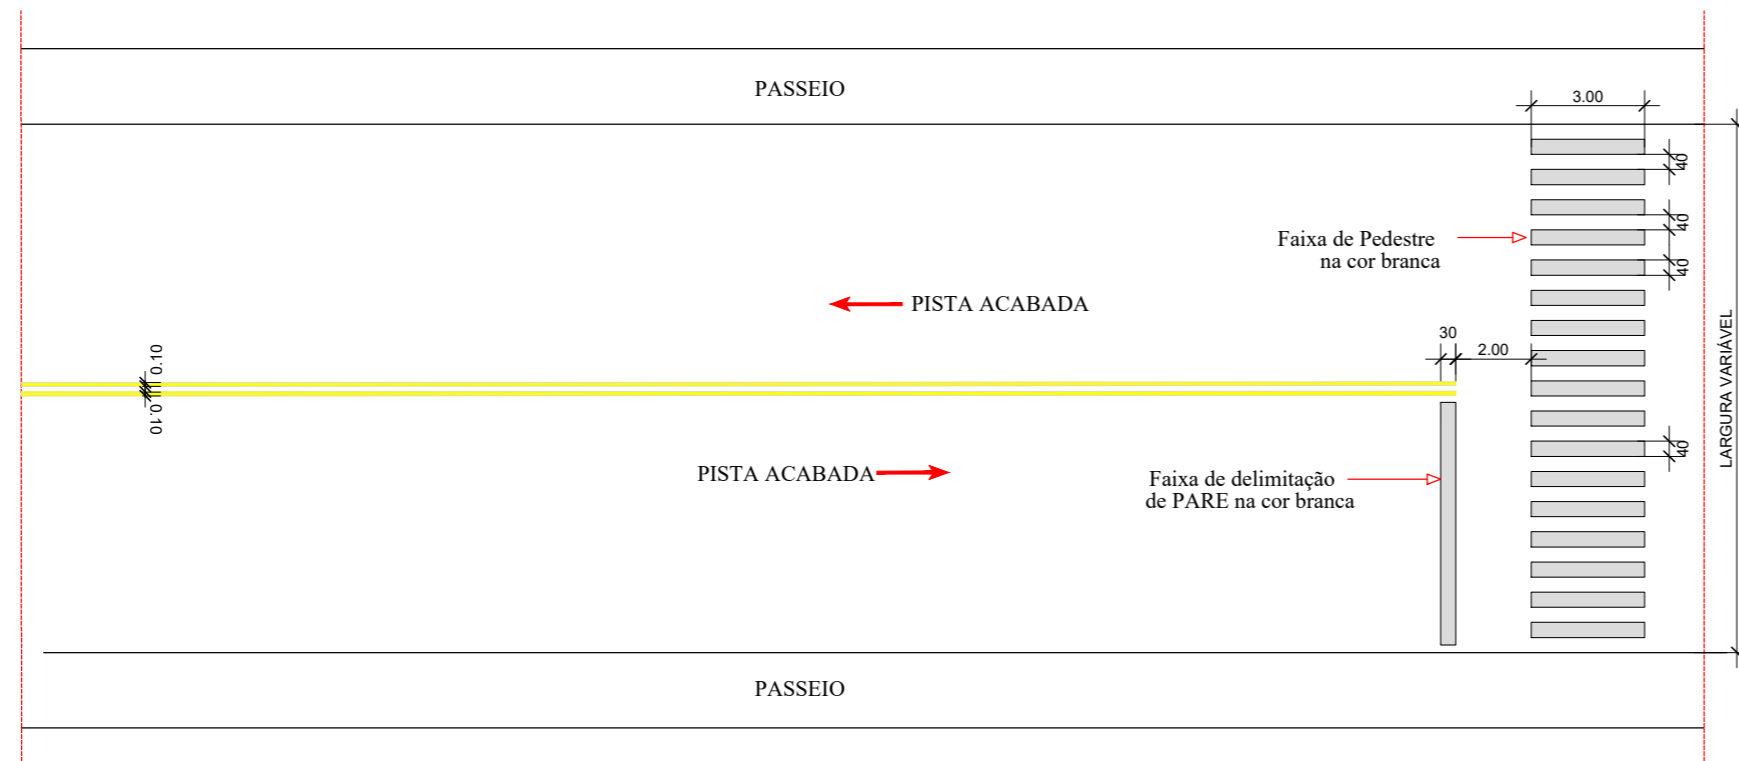 PASSEIO
3.00
40
40
Faixa de Pedestre
na cor branca
40
PISTA ACABADA
30
2.00
0.10
0.10
LARGURA VARIÁVEL
40
PISTA ACABADA
Faixa de delimitação
de PARE na cor branca
PASSEIO